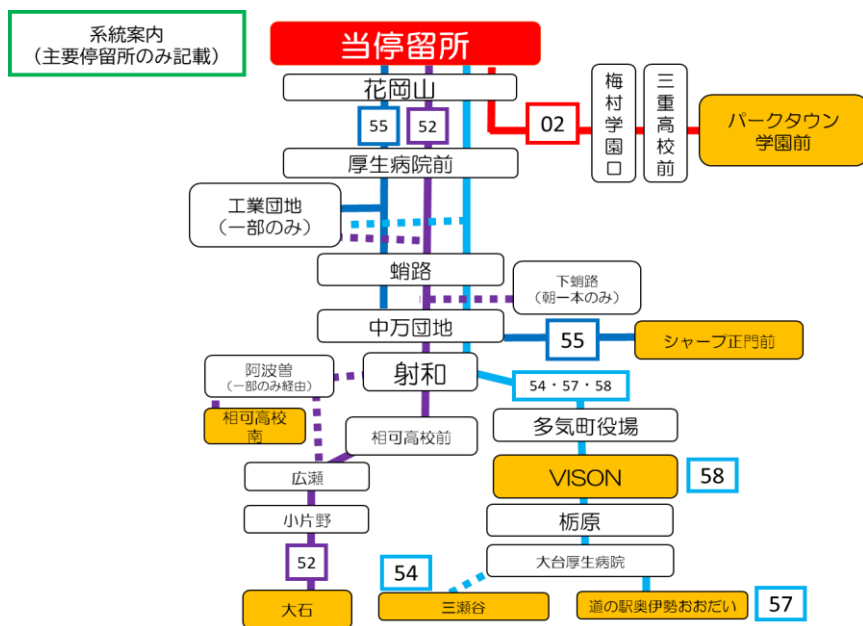 系統案内
（主要停留所のみ記載）
当停留所
花岡山
55
52
02
梅村学園口
三重高校前
パークタウン
学園前
厚生病院前
工業団地
（一部のみ）
蛸路
下蛸路
（朝一本のみ）
中万団地
55
シャープ正門前
阿波曽
（一部のみ経由）
射和
54・57・58
相可高校
南
相可高校前
多気町役場
広瀬
VISON
58
小片野
栃原
52
54
大台厚生病院
大石
三瀬谷
道の駅奥伊勢おおだい
57